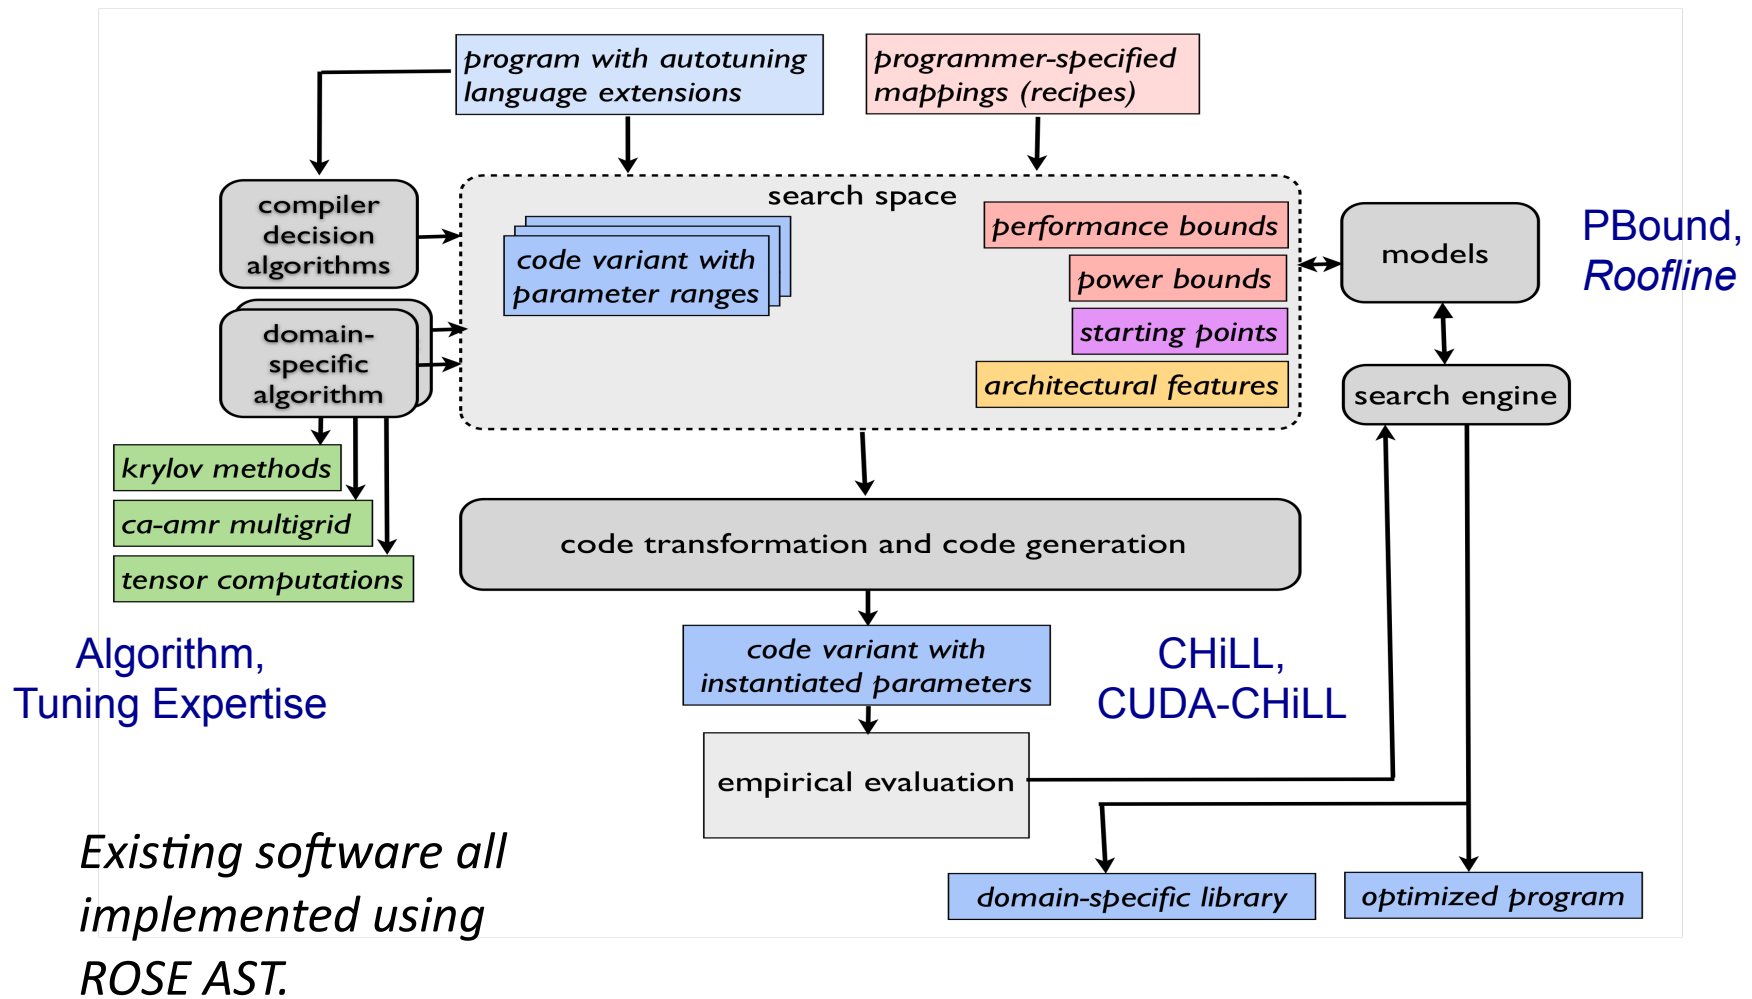 program with autotuning
language extensions
programmer-specified
mappings (recipes)
compiler
decision
algorithms
search space
code variant with
parameter ranges
performance bounds
power bounds
starting points
architectural features
models
PBound,
Roofline
domain-
specific
algorithm
search engine
krylov methods
ca-amr multigrid
tensor computations
code transformation and code generation
Algorithm,
Tuning Expertise
code variant with
instantiated parameters
CHiLL,
CUDA-CHiLL
empirical evaluation
Existing software all
implemented using
ROSE AST.
domain-specific library
optimized program